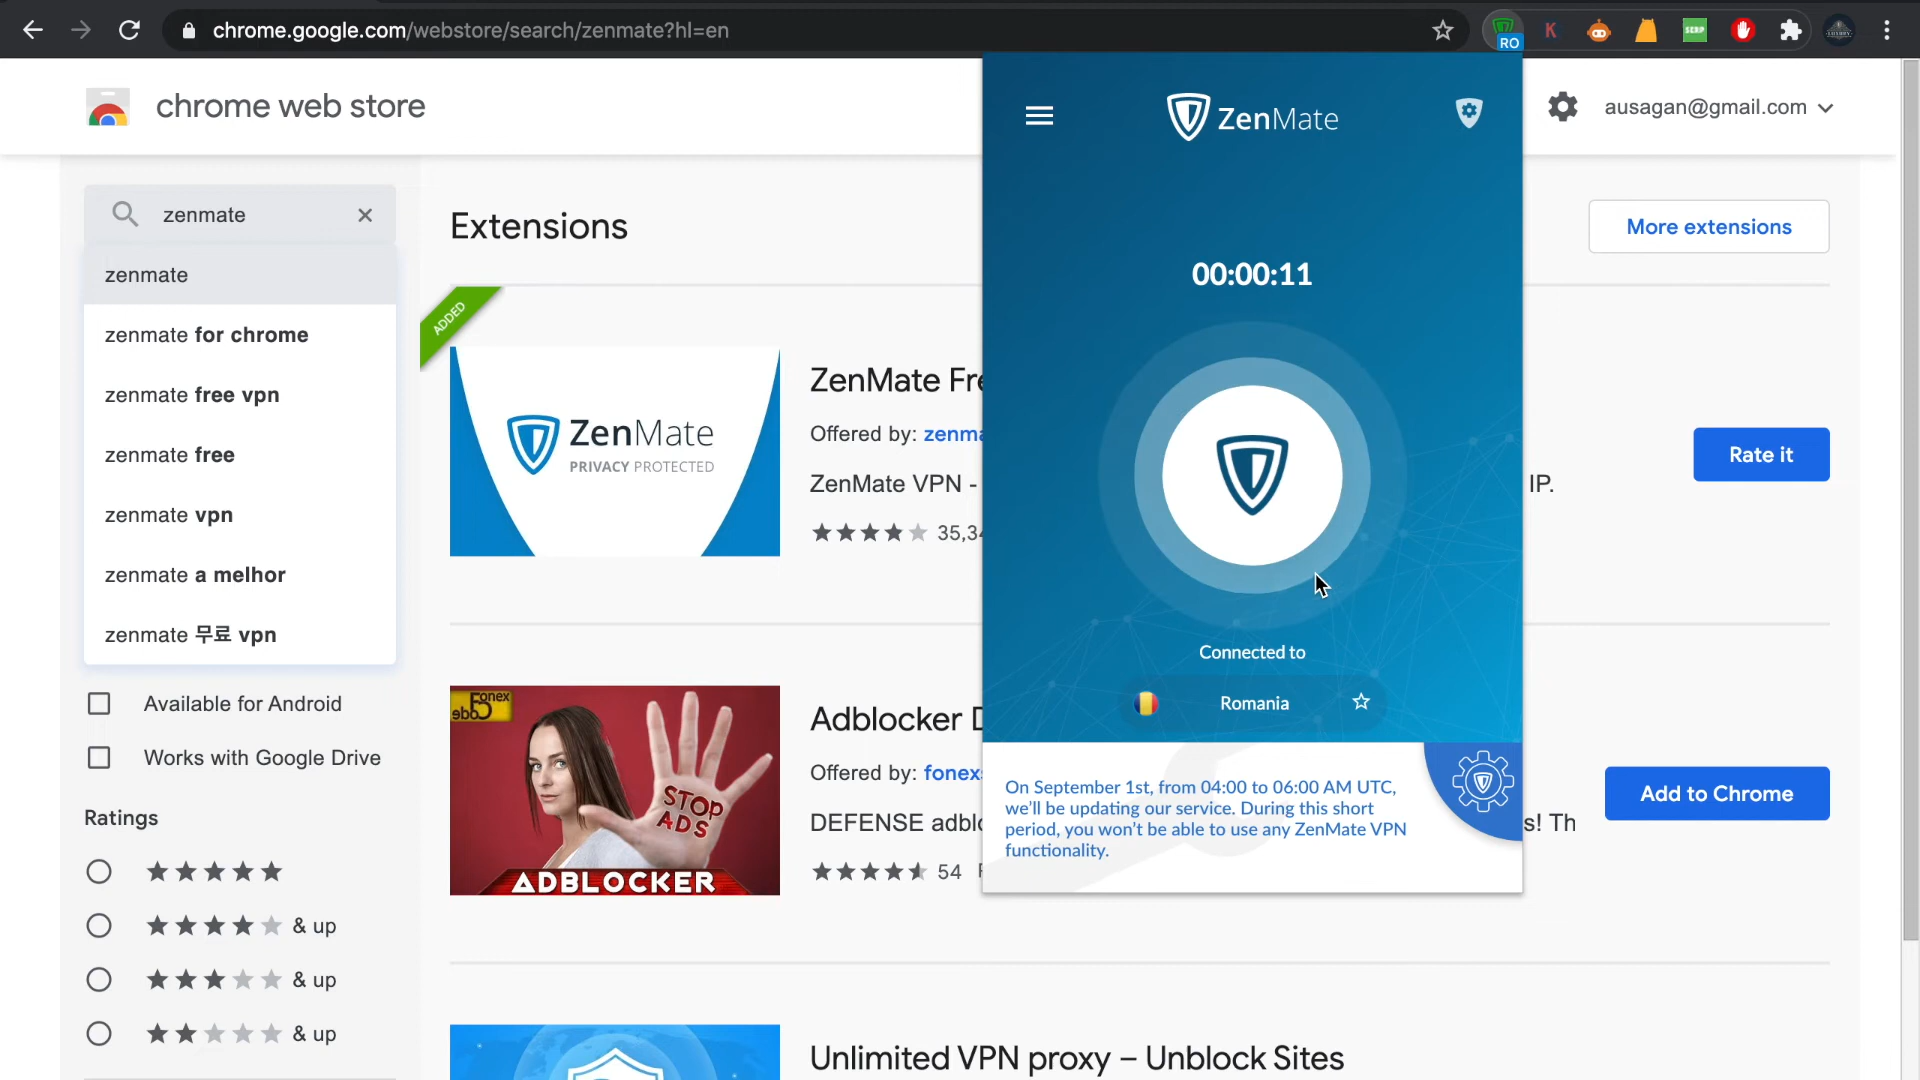 chrome.google.com/webstore/search/zenmate?hl=en
RO
K
SERP
chrome web store
ausagan@gmail.com
zenmate
zenmate
zenmate for chrome
zenmate free vpn
zenmate free
zenmate vpn
zenmate a melhor
zenmate 무료 vpn
Available for Android
Works with Google Drive
Ratings
& up
& up
& up
Extensions
More extensions
ADDED
ZenMate
PRIVACY PROTECTED
ZenMate Fre
Offered by: zenma
ZenMate VPN -
IP.
35,34
Rate it
Fonex
STOP
ADS
ADBLOCKER
Adblocker D
Offered by: fonex
DEFENSE adblo
s! Th
54
Add to Chrome
Unlimited VPN proxy – Unblock Sites
ZenMate
00:00:11
Connected to
Romania
On September 1st, from 04:00 to 06:00 AM UTC,
we'll be updating our service. During this short
period, you won't be able to use any ZenMate VPN
functionality.